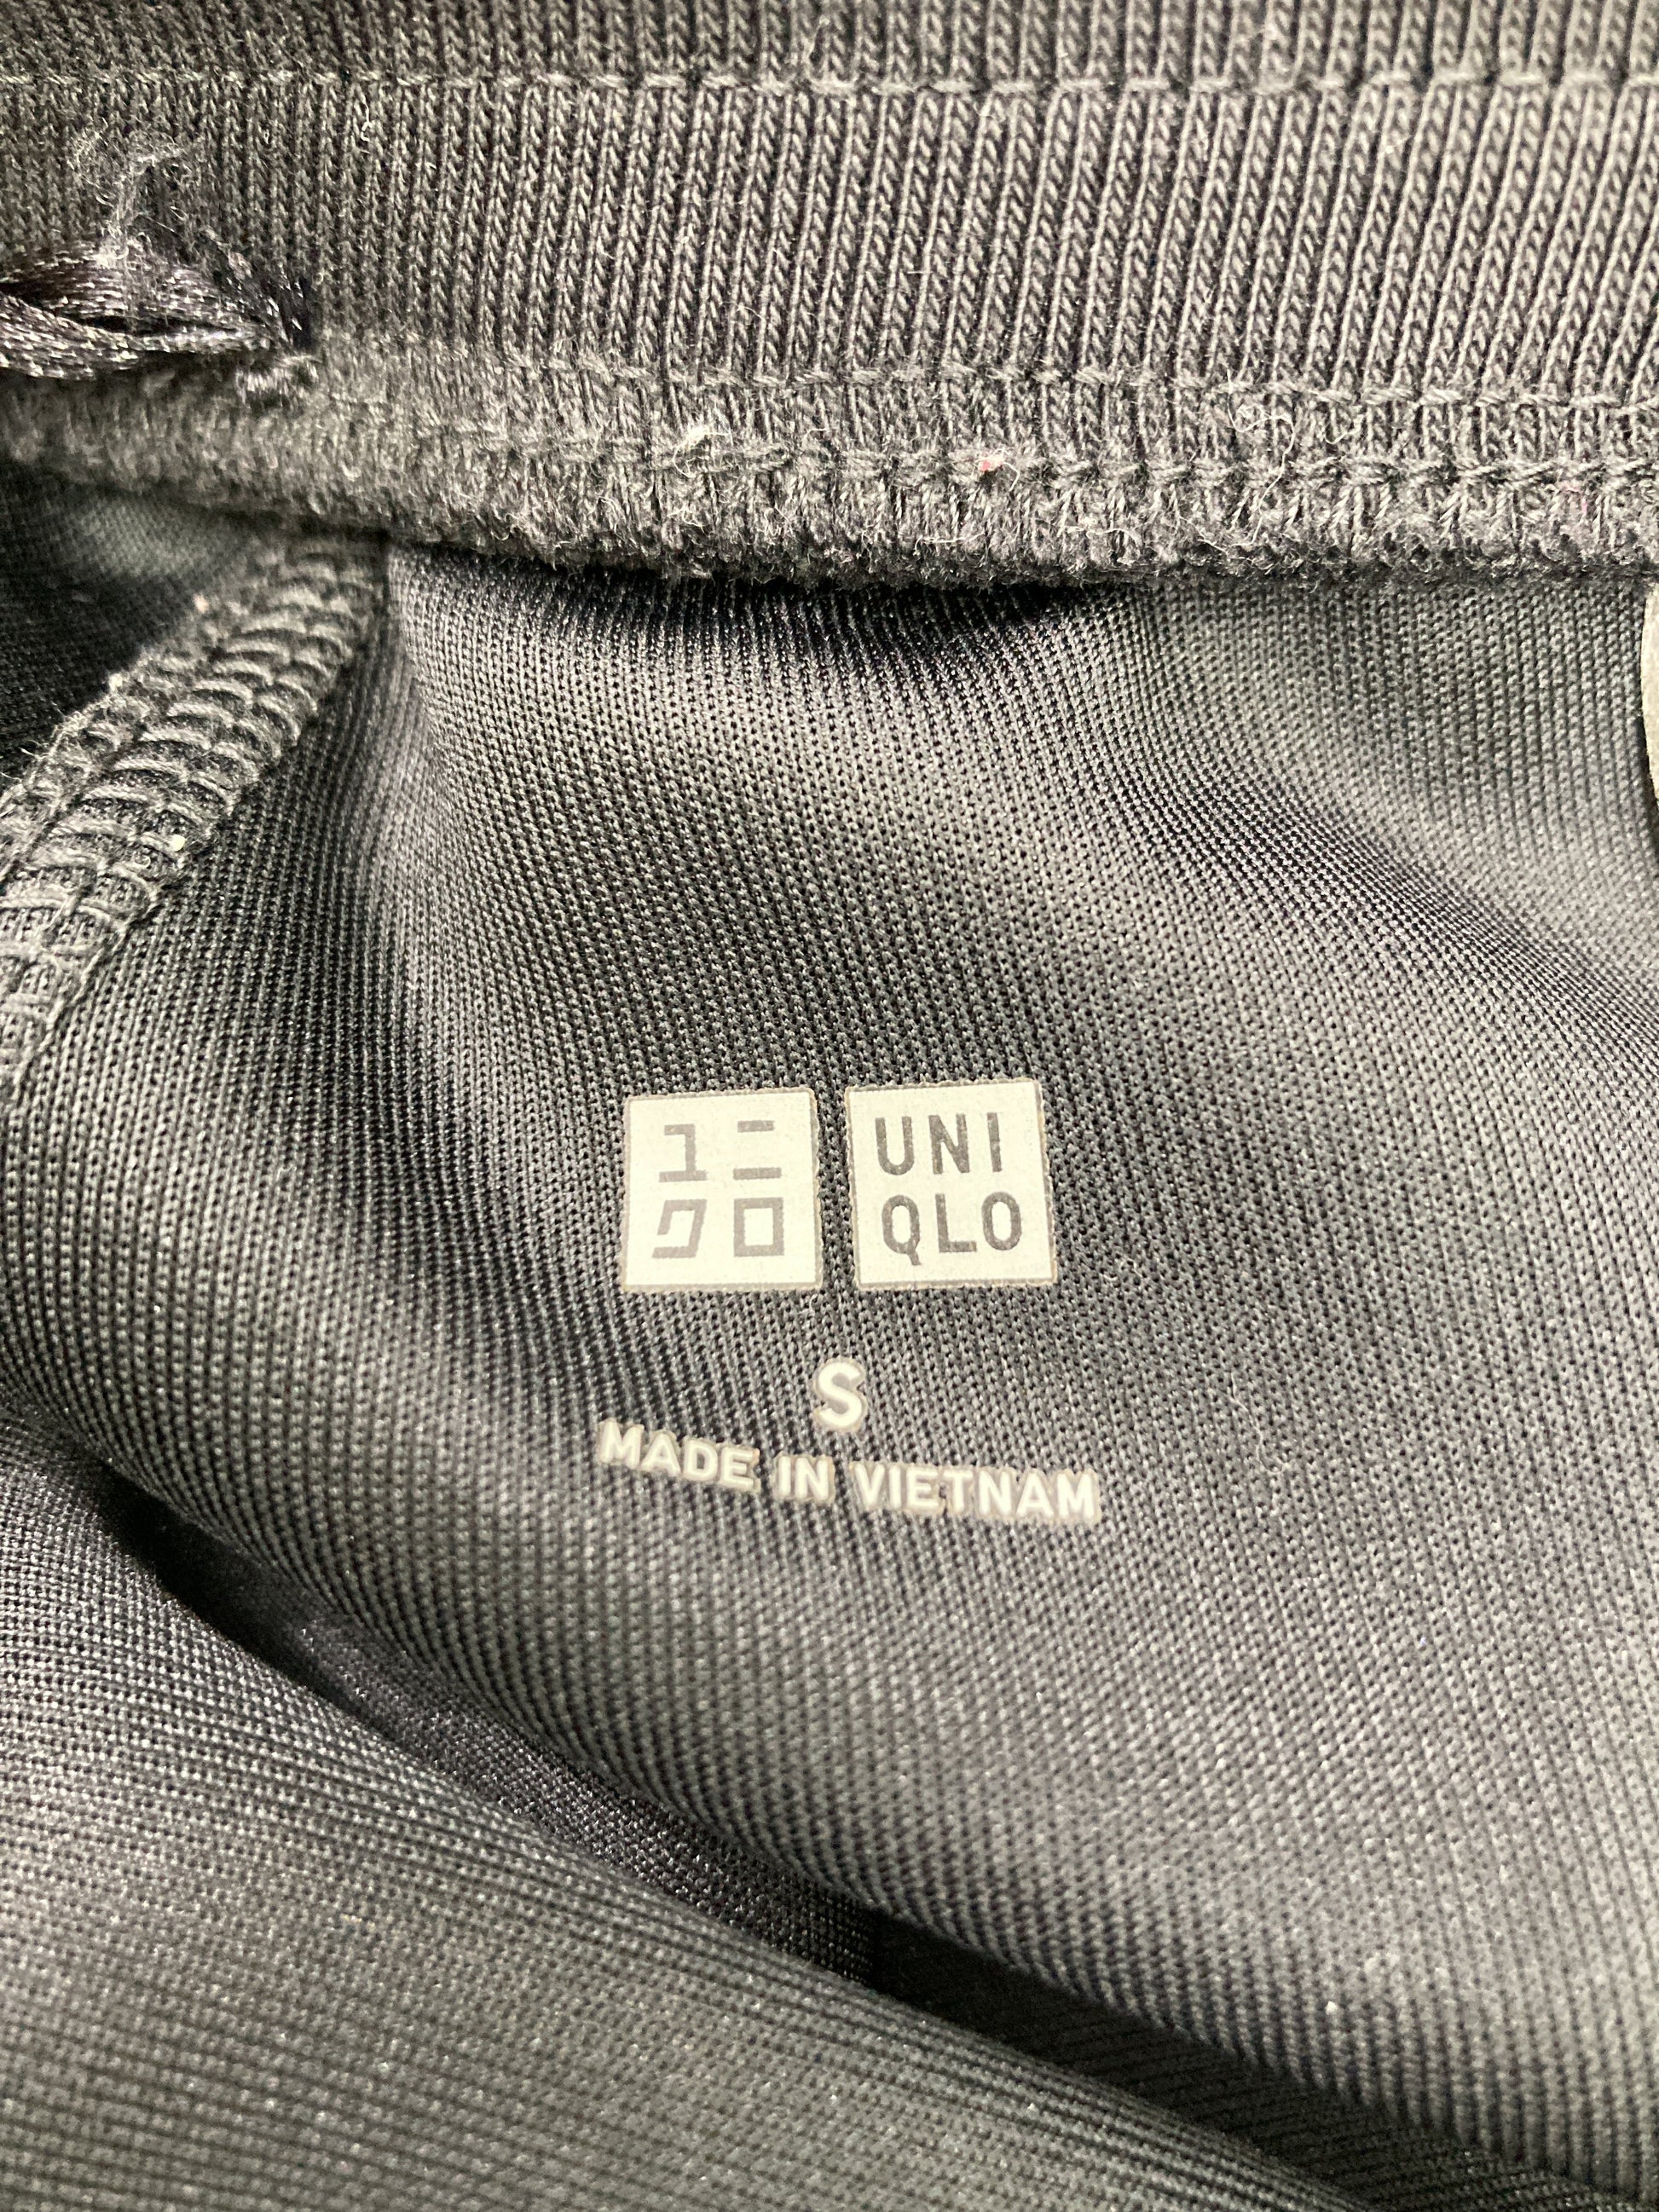 ユニ
クロ
UNI
QLO
S
MADE IN VIETNAM